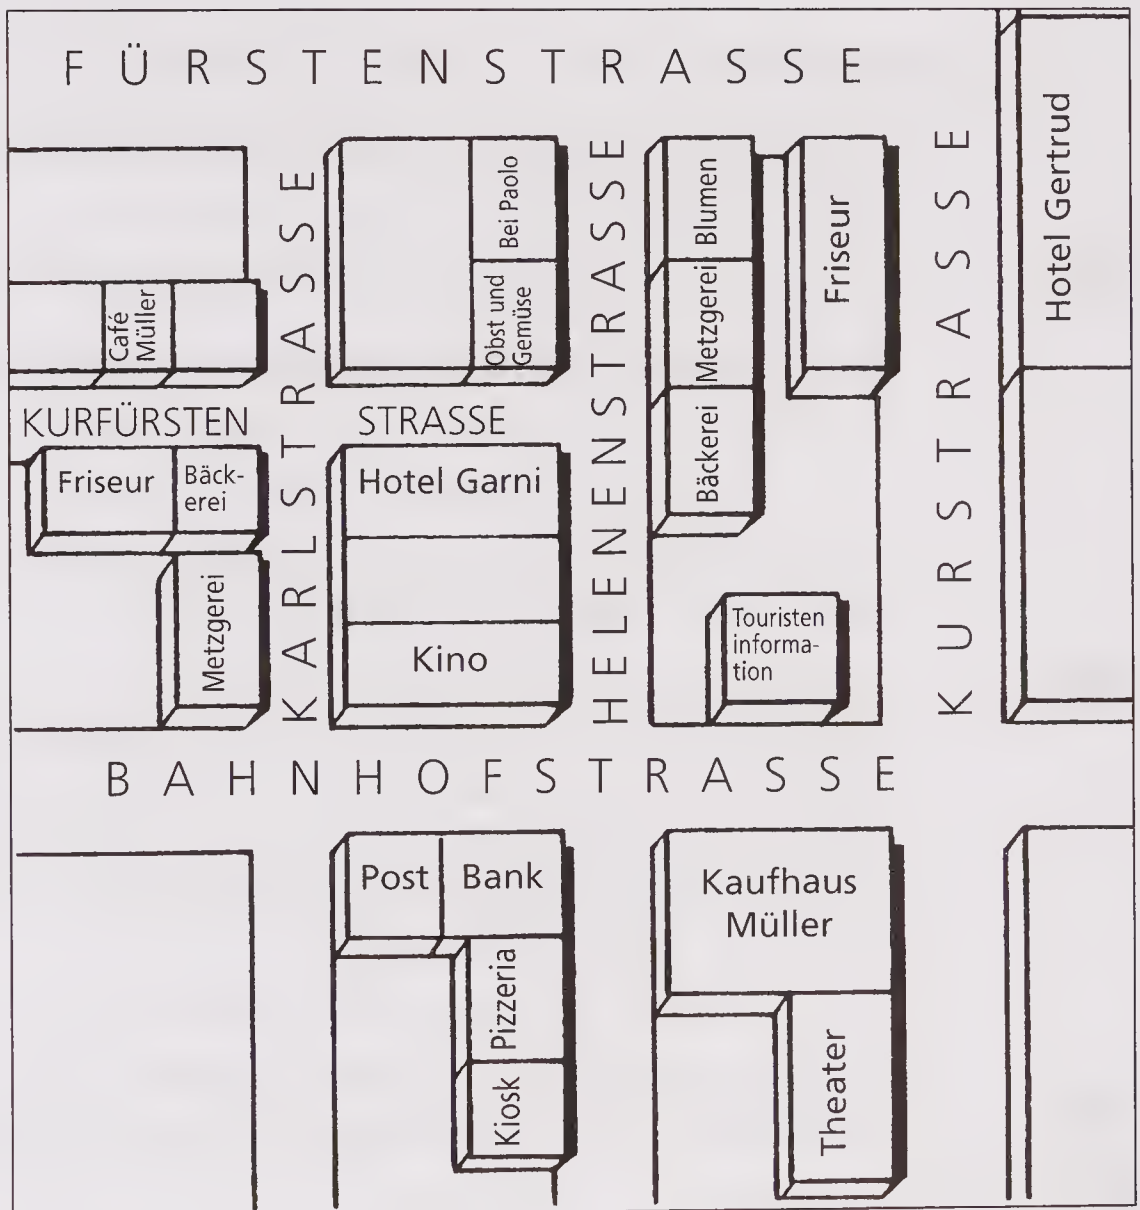 FÜRSTENSTRASSE
KARLSTRASSE
HELENENSTRASSE
KURSTRASSE
Hotel Gertrud
Bei Paolo
Blumen
Friseur
Café
Müller
Obst und
Gemüse
Metzgerei
Bäckerei
KURFÜRSTEN STRASSE
Friseur
Bäck-
erei
Hotel Garni
Metzgerei
Kino
Touristen
informa-
tion
BAHNHOFSTRASSE
Post
Bank
Kaufhaus
Müller
Pizzeria
Kiosk
Theater